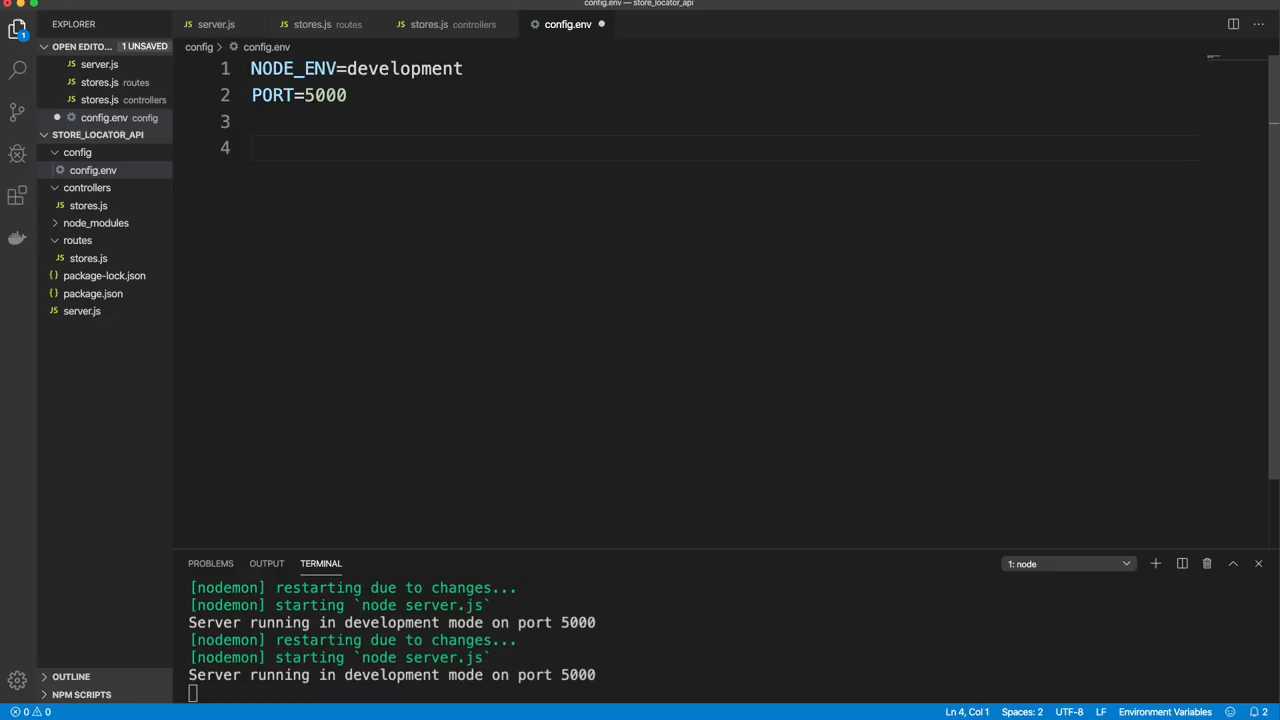 config.env — store_locator_api
EXPLORER
server.js
stores.js routes
stores.js controllers
config.env
OPEN EDITO... 1 UNSAVED
server.js
stores.js routes
stores.js controllers
config.env config
STORE_LOCATOR_API
config
config.env
controllers
stores.js
node_modules
routes
stores.js
package-lock.json
package.json
server.js
OUTLINE
NPM SCRIPTS
config > config.env
1 NODE_ENV=development
2 PORT=5000
3
4
PROBLEMS OUTPUT TERMINAL
1: node
[nodemon] restarting due to changes...
[nodemon] starting `node server.js`
Server running in development mode on port 5000
[nodemon] restarting due to changes...
[nodemon] starting `node server.js`
Server running in development mode on port 5000
0 0 Ln 4, Col 1 Spaces: 2 UTF-8 LF Environment Variables 2